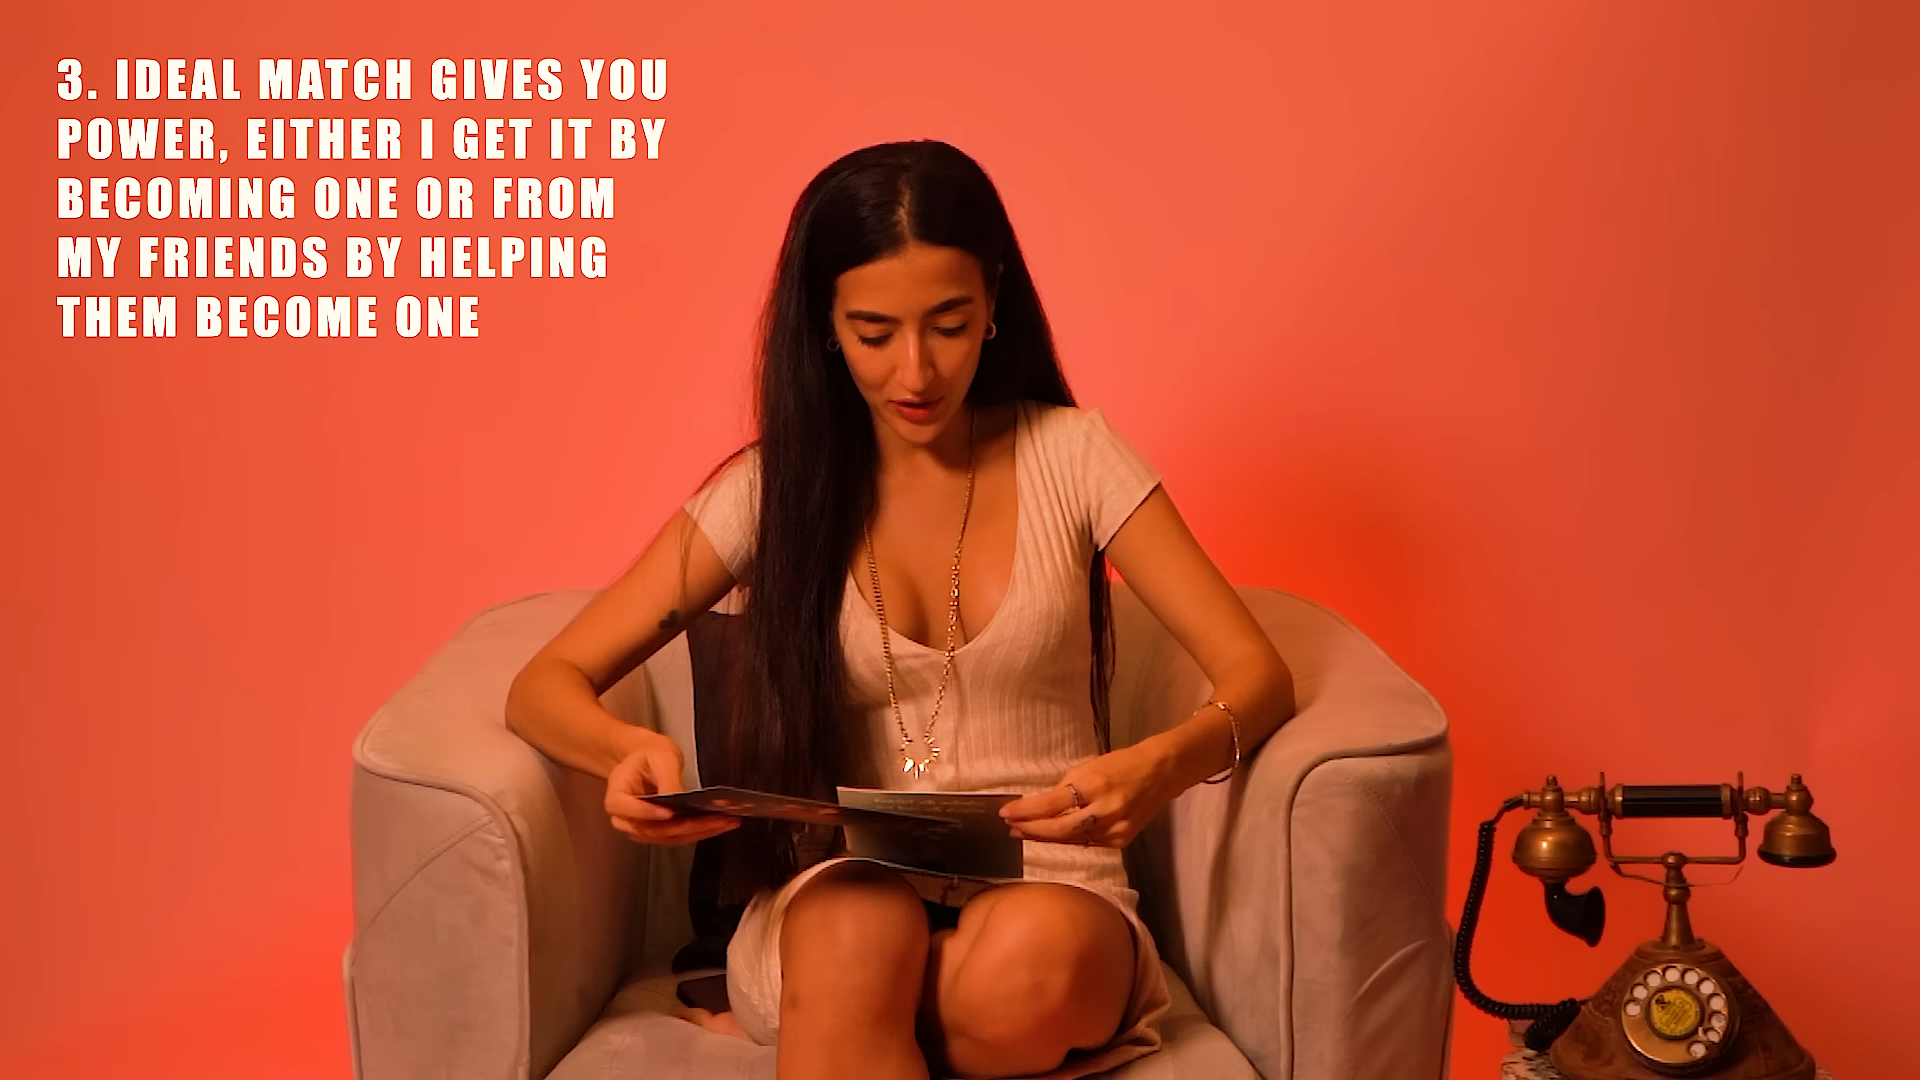 3. IDEAL MATCH GIVES YOU
POWER, EITHER I GET IT BY
BECOMING ONE OR FROM
MY FRIENDS BY HELPING
THEM BECOME ONE